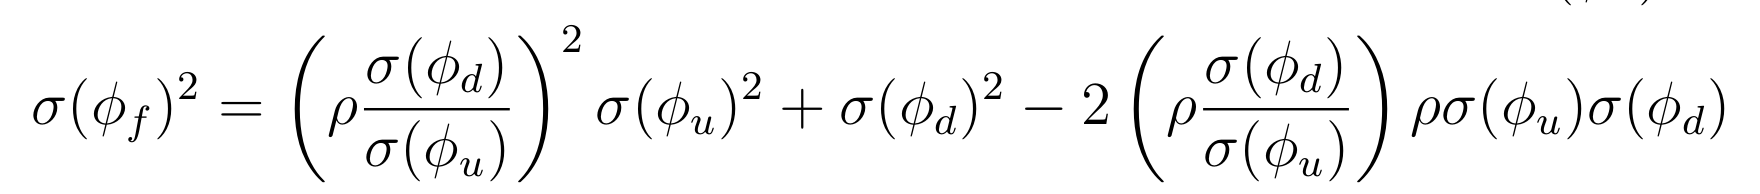 σ(ϕ_f)² = (ρ σ(ϕ_d)/σ(ϕ_u))² σ(ϕ_u)² + σ(ϕ_d)² − 2 (ρ σ(ϕ_d)/σ(ϕ_u)) ρσ(ϕ_u)σ(ϕ_d)